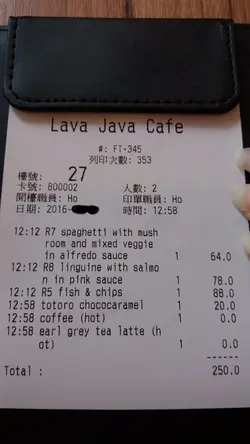 Lava Java Cafe
#: FT-345
列印次數: 353
檯號: 27
卡號: 800002 人數: 2
開檯職員: Ho 印單職員: Ho
日期: 2016- 時間: 12:58
12:12 R7 spaghetti with mush
room and mixed veggie
in alfredo sauce 1 64.0
12:12 R8 linguine with salmo
n in pink sauce 1 78.0
12:12 R5 fish & chips 1 88.0
12:58 totoro chococaramel 1 20.0
12:58 coffee (hot) 1 0.0
12:58 earl grey tea latte (h
ot) 1 0.0
------
Total : 250.0